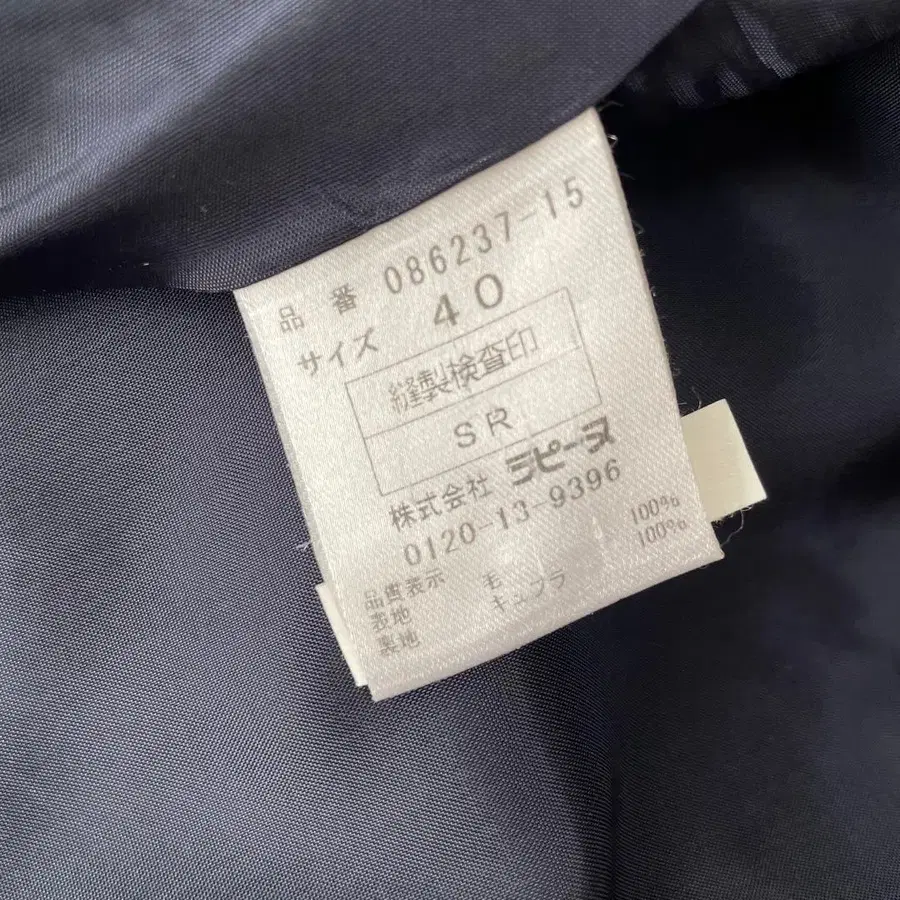 品番 086237-15
サイズ 40
縫製検査印
SR
株式会社 ラピーヌ
0120-13-9396
品質表示
表地 毛 100%
裏地 キュプラ 100%